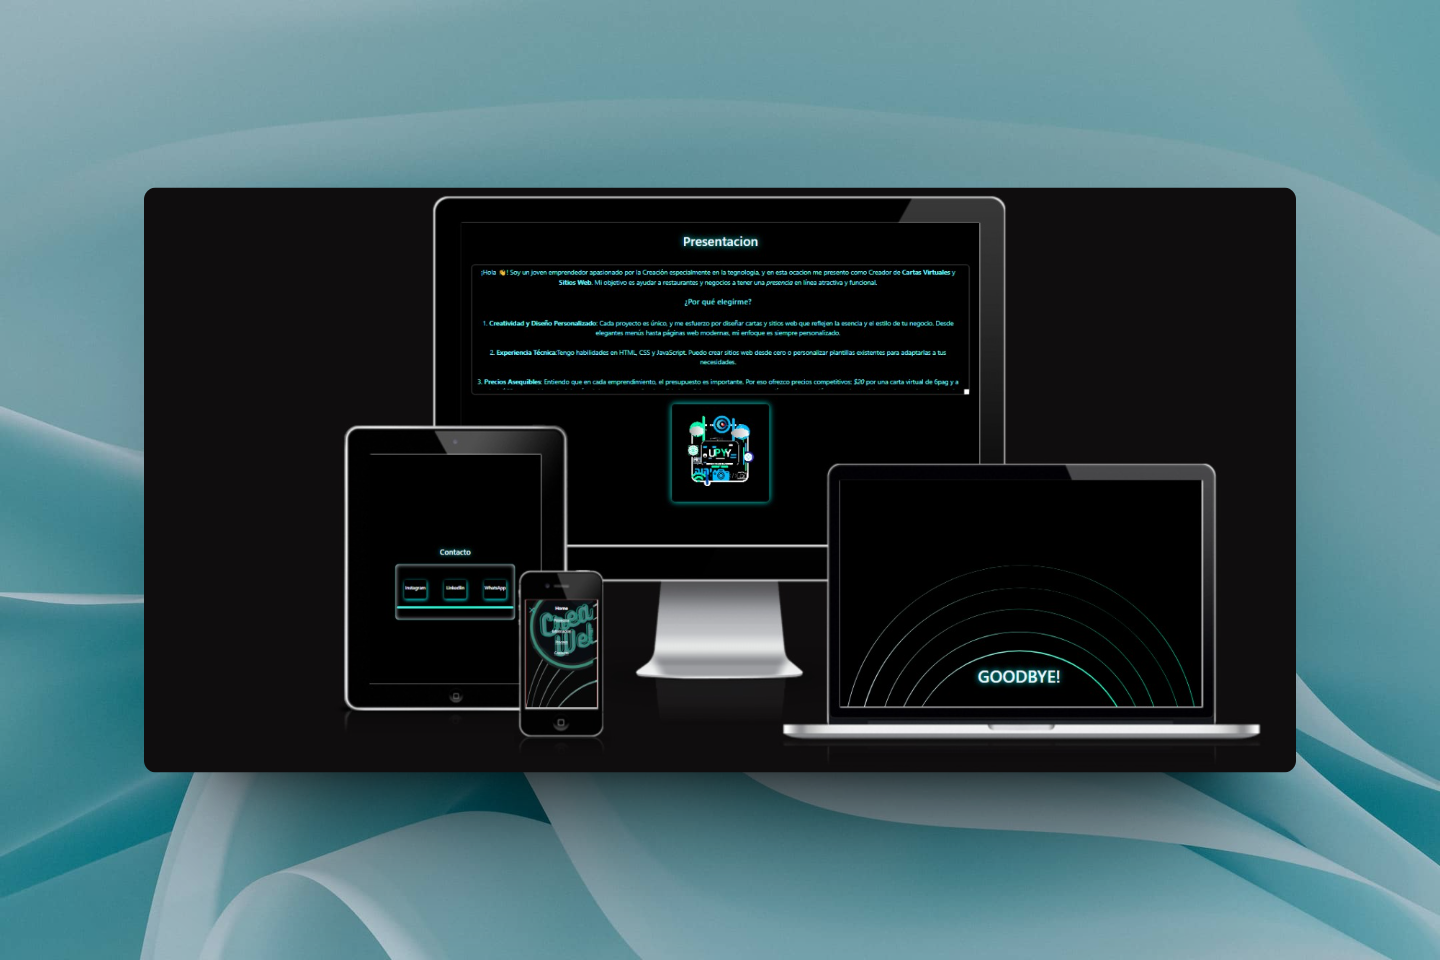 Presentacion
¡Hola 👋! Soy un joven emprendedor apasionado por la Creación especialmente en la tegnologia, y en esta ocacion me presento como Creador de Cartas Virtuales y
Sitios Web. Mi objetivo es ayudar a restaurantes y negocios a tener una presencia en línea atractiva y funcional.
¿Por qué elegirme?
1. Creatividad y Diseño Personalizado: Cada proyecto es único, y me esfuerzo por diseñar cartas y sitios web que reflejen la esencia y el estilo de tu negocio. Desde
elegantes menús hasta páginas web modernas, mi enfoque es siempre personalizado.
2. Experiencia Técnica:Tengo habilidades en HTML, CSS y JavaScript. Puedo crear sitios web desde cero o personalizar plantillas existentes para adaptarlas a tus
necesidades.
3. Precios Asequibles: Entiendo que en cada emprendimiento, el presupuesto es importante. Por eso ofrezco precios competitivos: $20 por una carta virtual de 6pag y a
Contacto
Instagram
LinkedIn
WhatsApp
Home
Crea
GOODBYE!